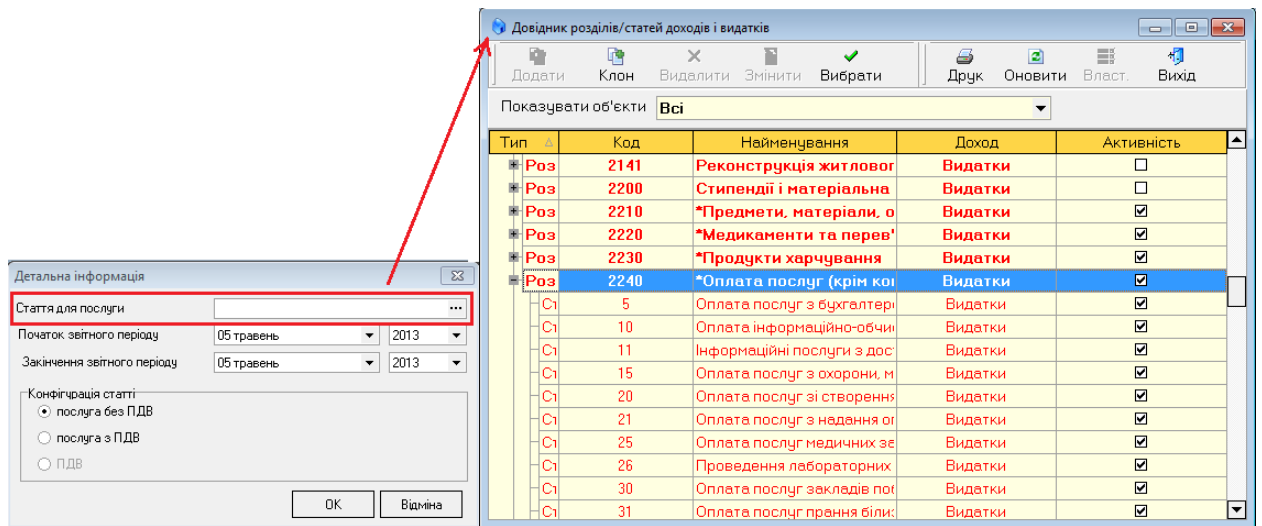 Довідник розділів/статей доходів і видатків
Додати Клон Видалити Змінити Вибрати Друк Оновити Власт. Вихід
Показувати об'єкти Всі
Тип Код Найменування Доход Активність
Роз 2141 Реконструкція житловог Видатки
Роз 2200 Стипендії і матеріальна Видатки
Роз 2210 *Предмети, матеріали, о Видатки
Роз 2220 *Медикаменти та перев' Видатки
Роз 2230 *Продукти харчування Видатки
Роз 2240 *Оплата послуг (крім ко Видатки
Ст 5 Оплата послуг з бухгалтер Видатки
Ст 10 Оплата інформаційно-обчи Видатки
Ст 11 Інформаційні послуги з дос Видатки
Ст 15 Оплата послуг з охорони, м Видатки
Ст 20 Оплата послуг зі створення Видатки
Ст 21 Оплата послуг з надання о Видатки
Ст 25 Оплата послуг медичних за Видатки
Ст 26 Проведення лабораторних Видатки
Ст 30 Оплата послуг закладів по Видатки
Ст 31 Оплата послуг прання біли Видатки
Детальна інформація
Стаття для послуги ...
Початок звітного періоду 05 травень 2013
Закінчення звітного періоду 05 травень 2013
Конфігурація статті
послуга без ПДВ
послуга з ПДВ
ПДВ
OK Відміна